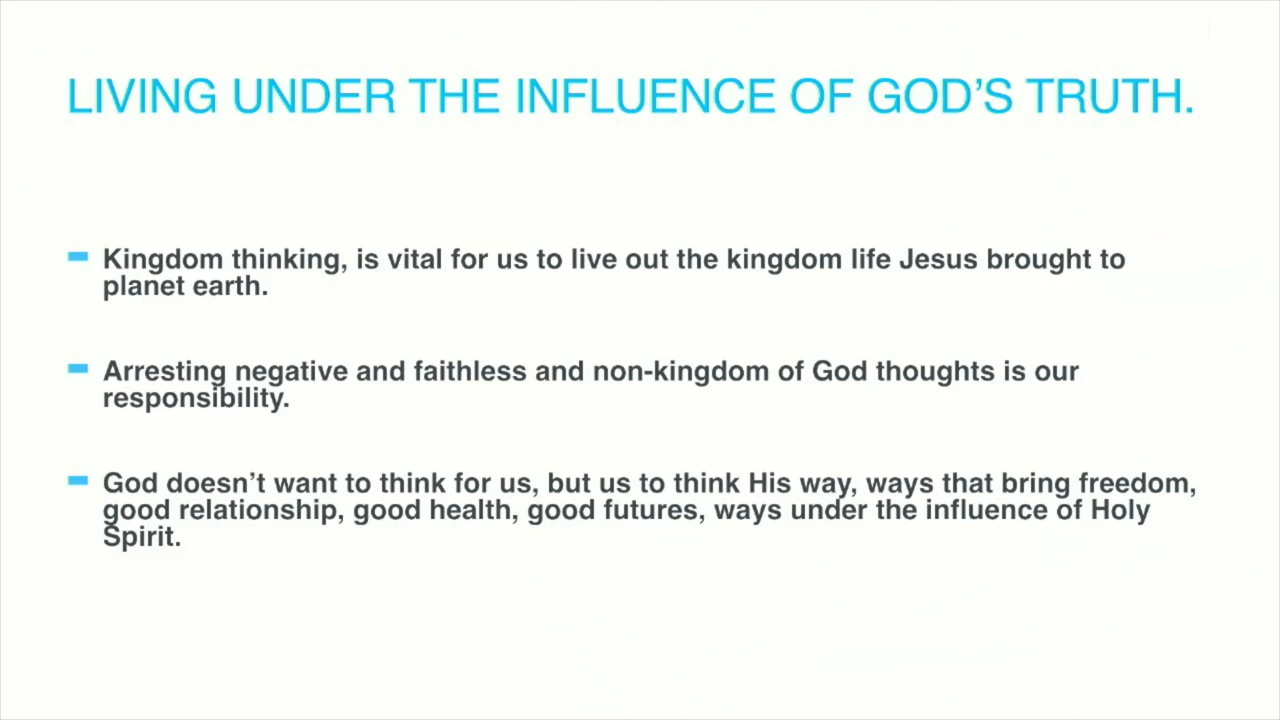 LIVING UNDER THE INFLUENCE OF GOD’S TRUTH.
Kingdom thinking, is vital for us to live out the kingdom life Jesus brought to
planet earth.
Arresting negative and faithless and non-kingdom of God thoughts is our
responsibility.
God doesn’t want to think for us, but us to think His way, ways that bring freedom,
good relationship, good health, good futures, ways under the influence of Holy
Spirit.